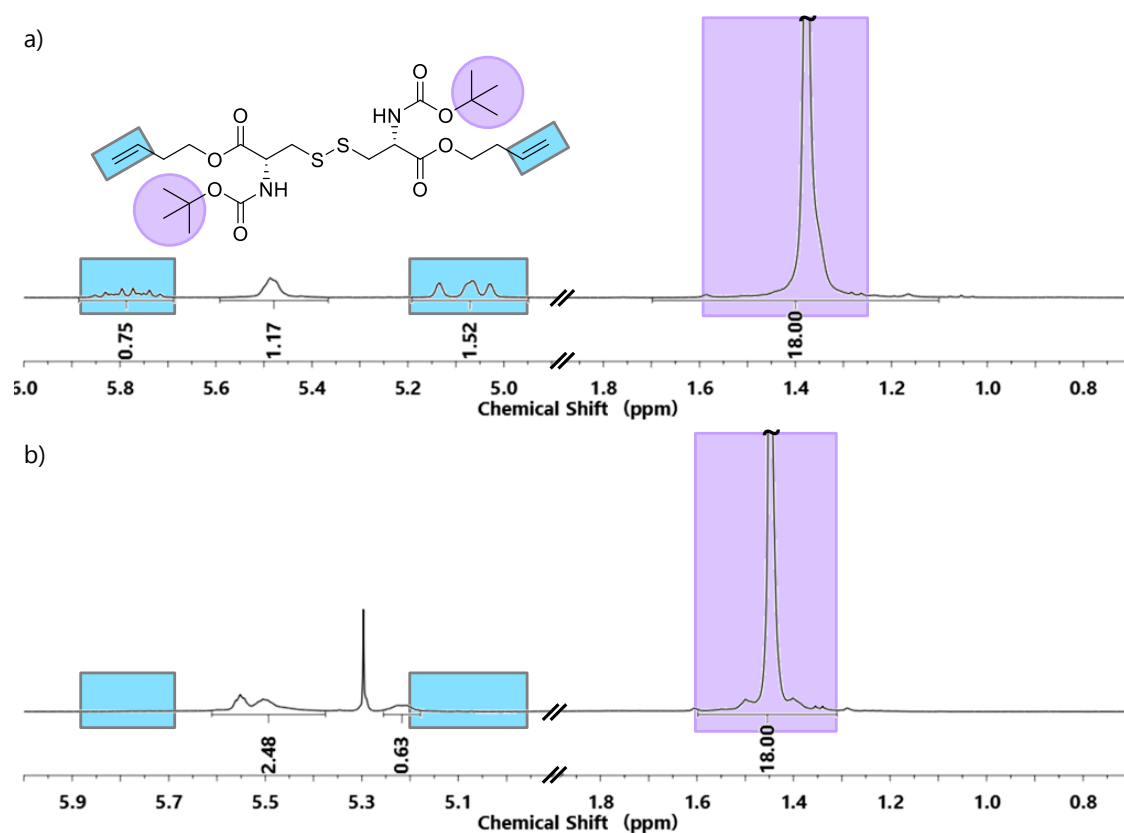 a)
O
HN
O
O
S
O
S
O
O
O
NH
O
O
0.75
1.17
1.52
18.00
6.0 5.8 5.6 5.4 5.2 5.0 1.8 1.6 1.4 1.2 1.0 0.8
Chemical Shift (ppm)
b)
2.48
0.63
18.00
5.9 5.7 5.5 5.3 5.1 1.8 1.6 1.4 1.2 1.0 0.8
Chemical Shift (ppm)